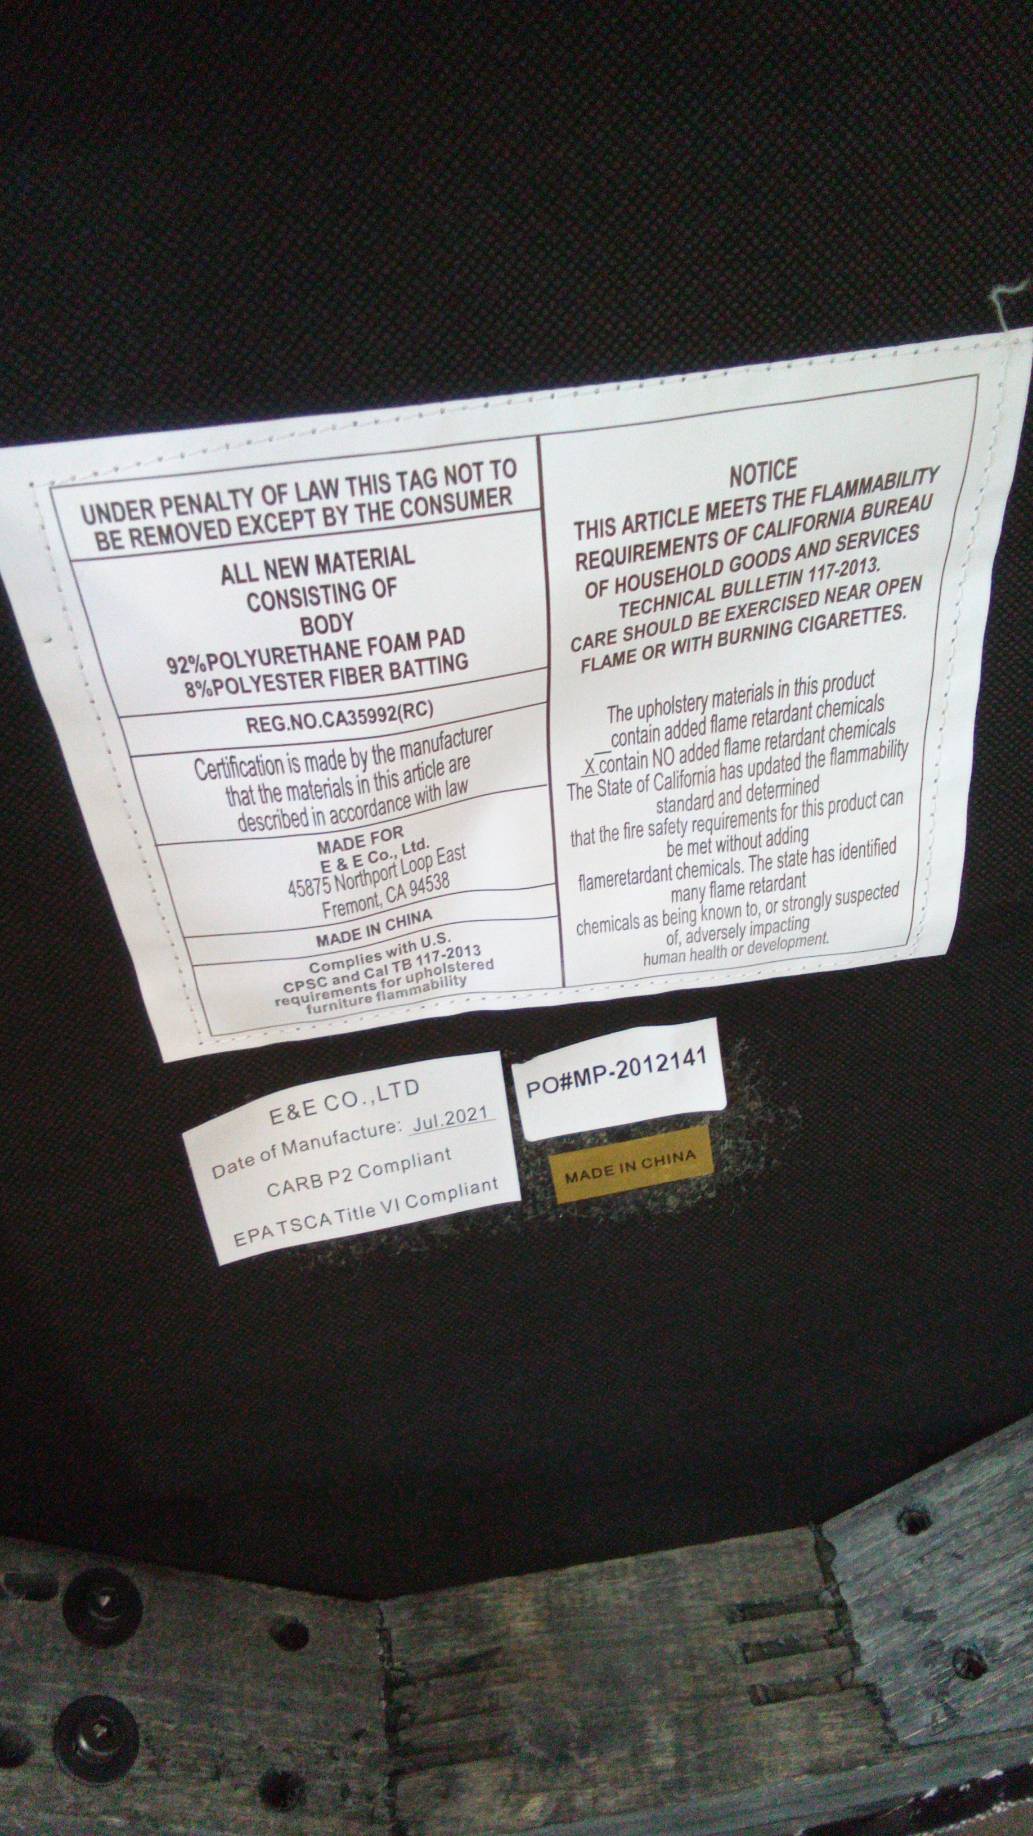 UNDER PENALTY OF LAW THIS TAG NOT TO
BE REMOVED EXCEPT BY THE CONSUMER
ALL NEW MATERIAL
CONSISTING OF
BODY
92%POLYURETHANE FOAM PAD
8%POLYESTER FIBER BATTING
REG.NO.CA35992(RC)
Certification is made by the manufacturer
that the materials in this article are
described in accordance with law
MADE FOR
E & E Co., Ltd.
45875 Northport Loop East
Fremont, CA 94538
MADE IN CHINA
Complies with U.S.
CPSC and Cal TB 117-2013
requirements for upholstered
furniture flammability
NOTICE
THIS ARTICLE MEETS THE FLAMMABILITY
REQUIREMENTS OF CALIFORNIA BUREAU
OF HOUSEHOLD GOODS AND SERVICES
TECHNICAL BULLETIN 117-2013.
CARE SHOULD BE EXERCISED NEAR OPEN
FLAME OR WITH BURNING CIGARETTES.
The upholstery materials in this product
__contain added flame retardant chemicals
X contain NO added flame retardant chemicals
The State of California has updated the flammability
standard and determined
that the fire safety requirements for this product can
be met without adding
flameretardant chemicals. The state has identified
many flame retardant
chemicals as being known to, or strongly suspected
of, adversely impacting
human health or development.
E&E CO.,LTD
Date of Manufacture: Jul.2021
CARB P2 Compliant
EPA TSCA Title VI Compliant
PO#MP-2012141
MADE IN CHINA